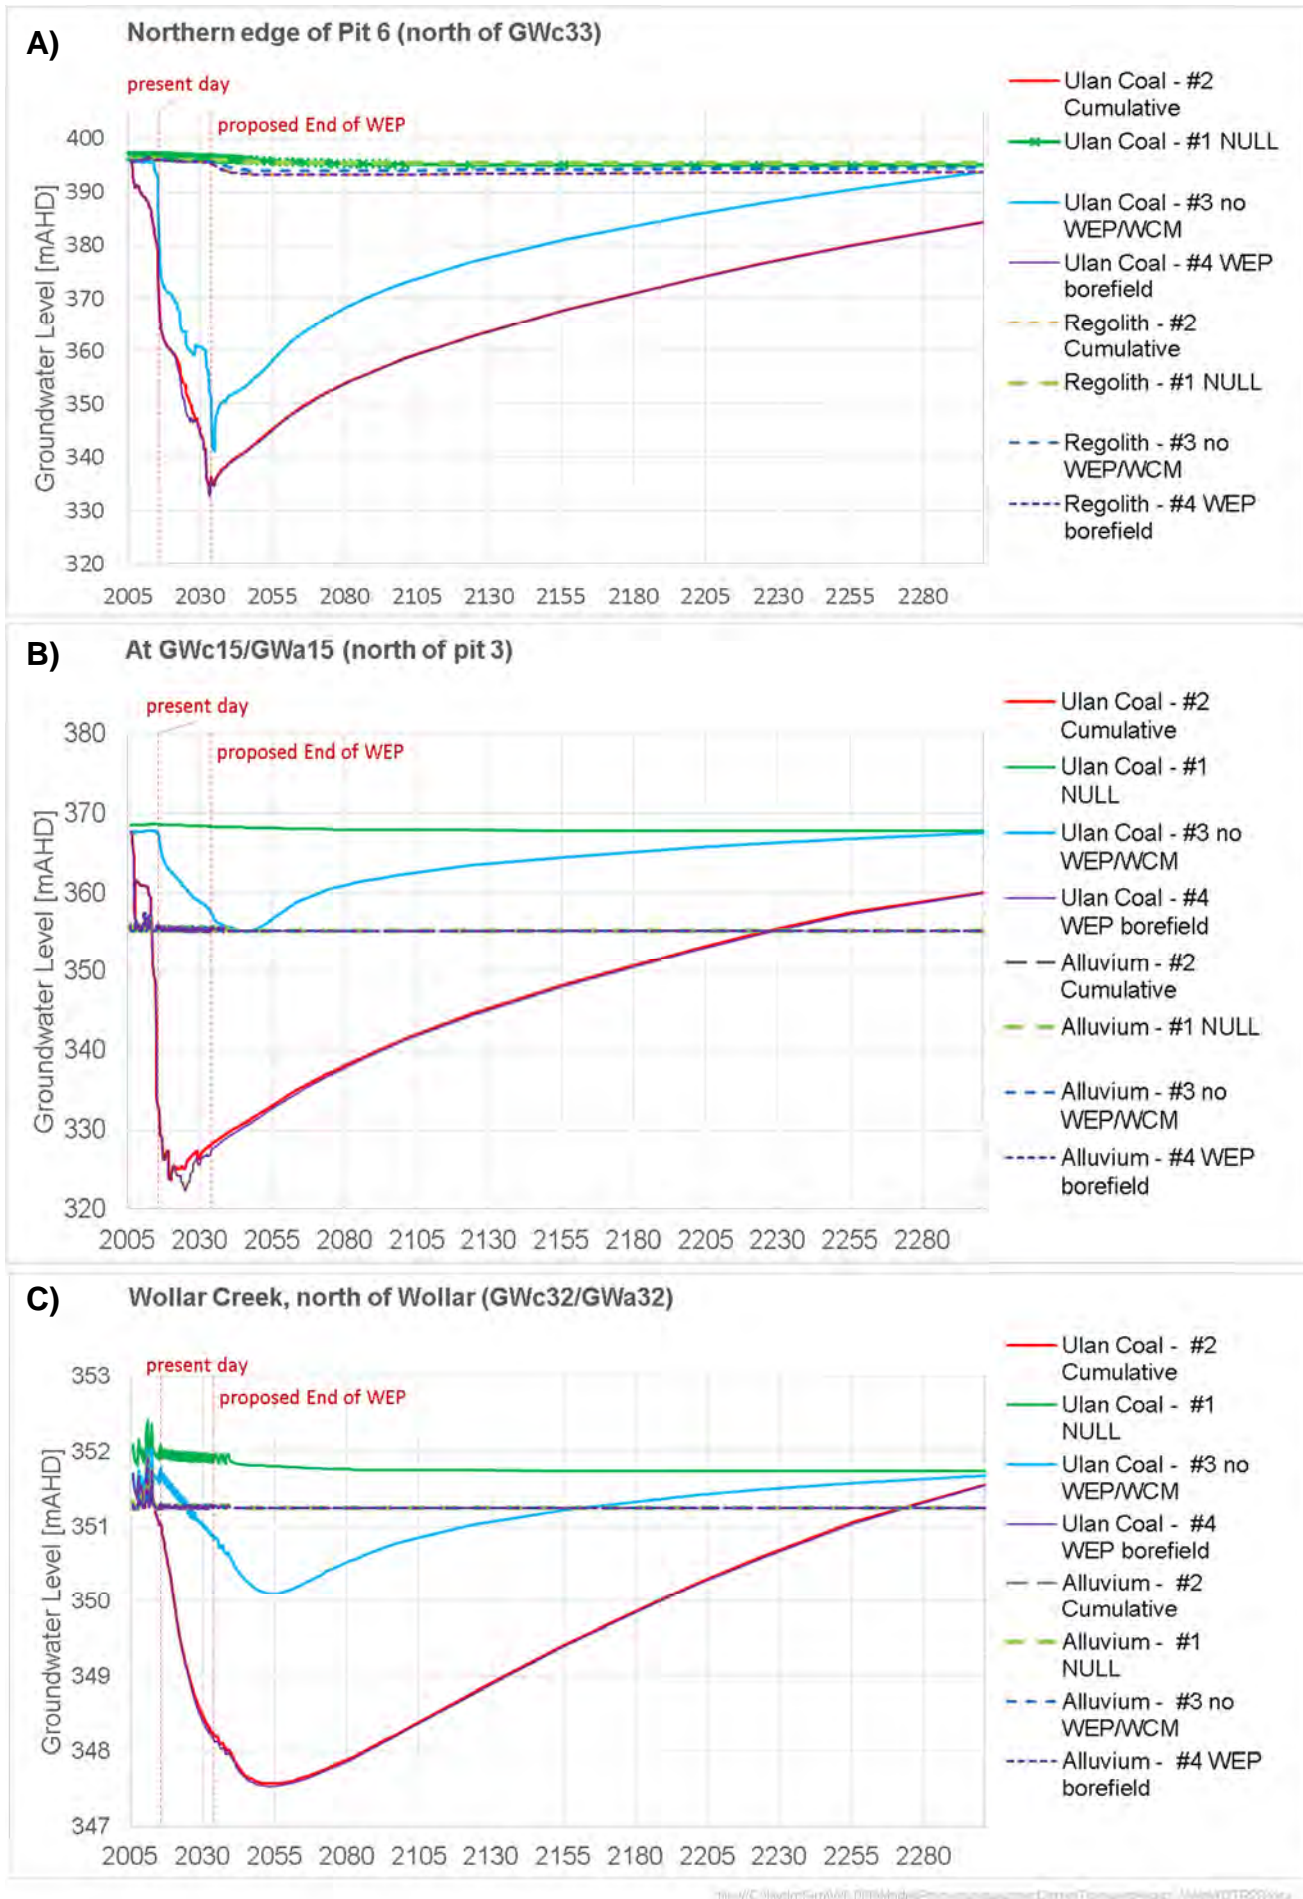 A)
Northern edge of Pit 6 (north of GWc33)
present day
proposed End of WEP
Groundwater Level [mAHD]
400
390
380
370
360
350
340
330
320
2005 2030 2055 2080 2105 2130 2155 2180 2205 2230 2255 2280
Ulan Coal - #2
Cumulative
Ulan Coal - #1 NULL
Ulan Coal - #3 no
WEP/WCM
Ulan Coal - #4 WEP
borefield
Regolith - #2
Cumulative
Regolith - #1 NULL
Regolith - #3 no
WEP/WCM
Regolith - #4 WEP
borefield
B)
At GWc15/GWa15 (north of pit 3)
present day
proposed End of WEP
Groundwater Level [mAHD]
380
370
360
350
340
330
320
2005 2030 2055 2080 2105 2130 2155 2180 2205 2230 2255 2280
Ulan Coal - #2
Cumulative
Ulan Coal - #1
NULL
Ulan Coal - #3 no
WEP/WCM
Ulan Coal - #4
WEP borefield
Alluvium - #2
Cumulative
Alluvium - #1 NULL
Alluvium - #3 no
WEP/WCM
Alluvium - #4 WEP
borefield
C)
Wollar Creek, north of Wollar (GWc32/GWa32)
present day
proposed End of WEP
Groundwater Level [mAHD]
353
352
351
350
349
348
347
2005 2030 2055 2080 2105 2130 2155 2180 2205 2230 2255 2280
Ulan Coal - #2
Cumulative
Ulan Coal - #1
NULL
Ulan Coal - #3 no
WEP/WCM
Ulan Coal - #4
WEP borefield
Alluvium - #2
Cumulative
Alluvium - #1
NULL
Alluvium - #3 no
WEP/WCM
Alluvium - #4 WEP
borefield